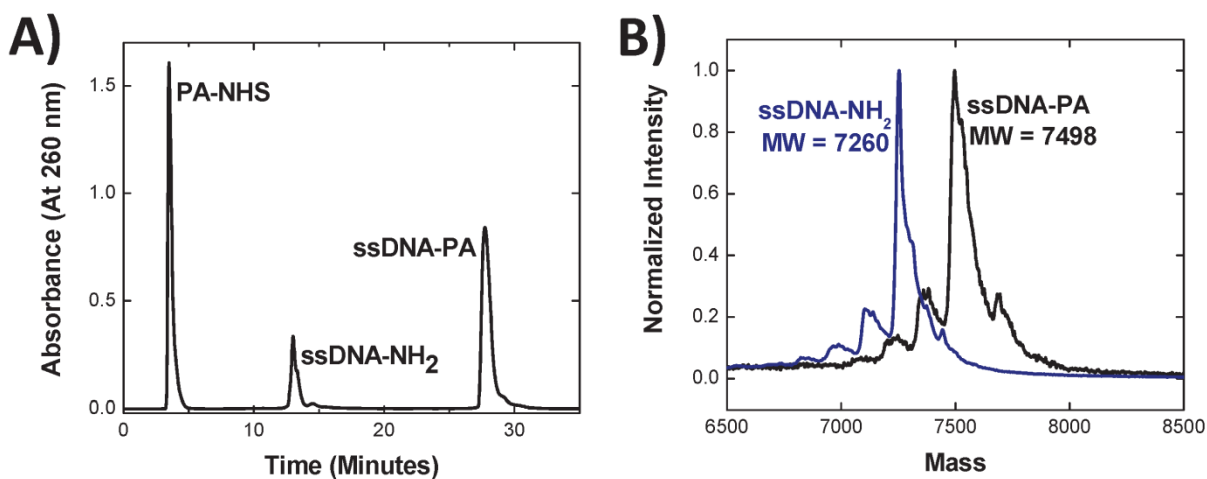 A)
Absorbance (At 260 nm)
1.5
1.0
0.5
0.0
PA-NHS
ssDNA-PA
ssDNA-NH2
0 10 20 30
Time (Minutes)
B)
Normalized Intensity
1.0
0.8
0.6
0.4
0.2
0.0
ssDNA-NH2
MW = 7260
ssDNA-PA
MW = 7498
6500 7000 7500 8000 8500
Mass